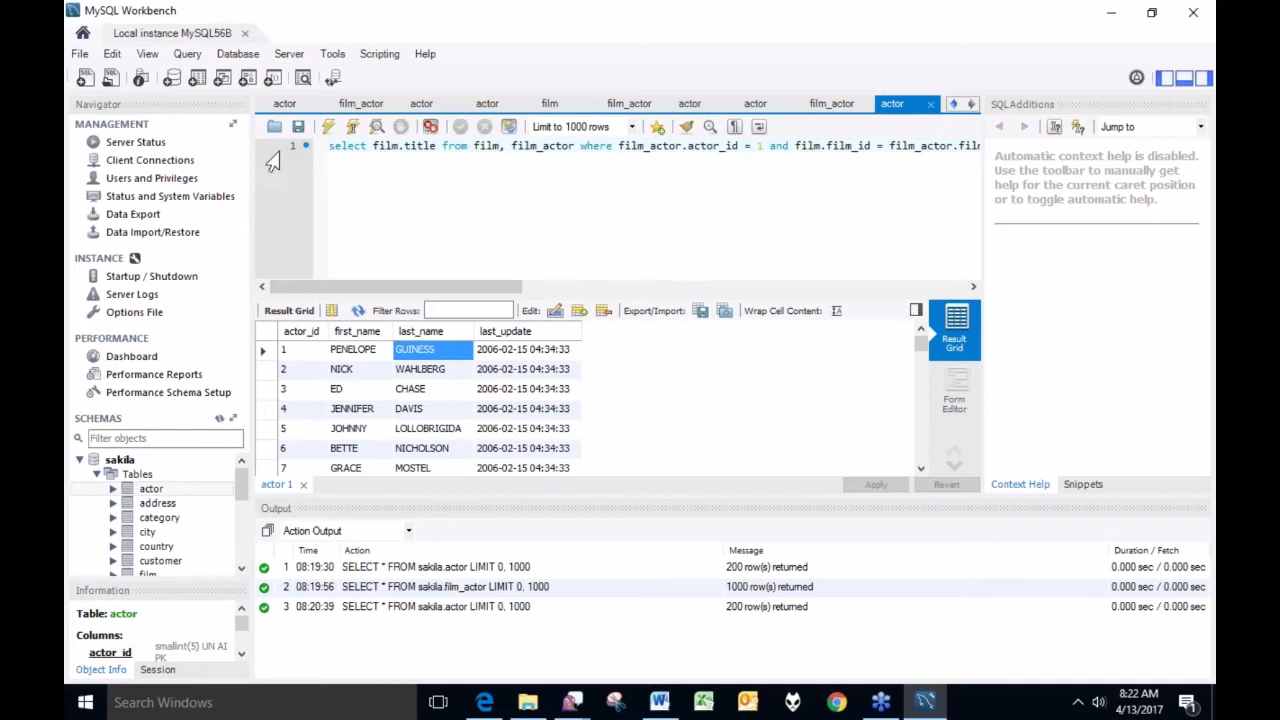 MySQL Workbench
Local instance MySQL56B
File Edit View Query Database Server Tools Scripting Help
Navigator
MANAGEMENT
Server Status
Client Connections
Users and Privileges
Status and System Variables
Data Export
Data Import/Restore
INSTANCE
Startup / Shutdown
Server Logs
Options File
PERFORMANCE
Dashboard
Performance Reports
Performance Schema Setup
SCHEMAS
Filter objects
sakila
Tables
actor
address
category
city
country
customer
film
Information
Table: actor
Columns:
actor_id smallint(5) UN AI
PK
Object Info Session
actor film_actor actor actor film film_actor actor actor film_actor actor
Limit to 1000 rows
1 select film.title from film, film_actor where film_actor.actor_id = 1 and film.film_id = film_actor.film
Result Grid Filter Rows: Edit: Export/Import: Wrap Cell Content: IA
actor_id first_name last_name last_update
1 PENELOPE GUINESS 2006-02-15 04:34:33
2 NICK WAHLBERG 2006-02-15 04:34:33
3 ED CHASE 2006-02-15 04:34:33
4 JENNIFER DAVIS 2006-02-15 04:34:33
5 JOHNNY LOLLOBRIGIDA 2006-02-15 04:34:33
6 BETTE NICHOLSON 2006-02-15 04:34:33
7 GRACE MOSTEL 2006-02-15 04:34:33
Result
Grid
Form
Editor
actor 1 Apply Revert
SQLAdditions
Jump to
Automatic context help is disabled.
Use the toolbar to manually get
help for the current caret position
or to toggle automatic help.
Context Help Snippets
Output
Action Output
Time Action Message Duration / Fetch
1 08:19:30 SELECT * FROM sakila.actor LIMIT 0, 1000 200 row(s) returned 0.000 sec / 0.000 sec
2 08:19:56 SELECT * FROM sakila.film_actor LIMIT 0, 1000 1000 row(s) returned 0.000 sec / 0.000 sec
3 08:20:39 SELECT * FROM sakila.actor LIMIT 0, 1000 200 row(s) returned 0.000 sec / 0.000 sec
Search Windows
8:22 AM
4/13/2017